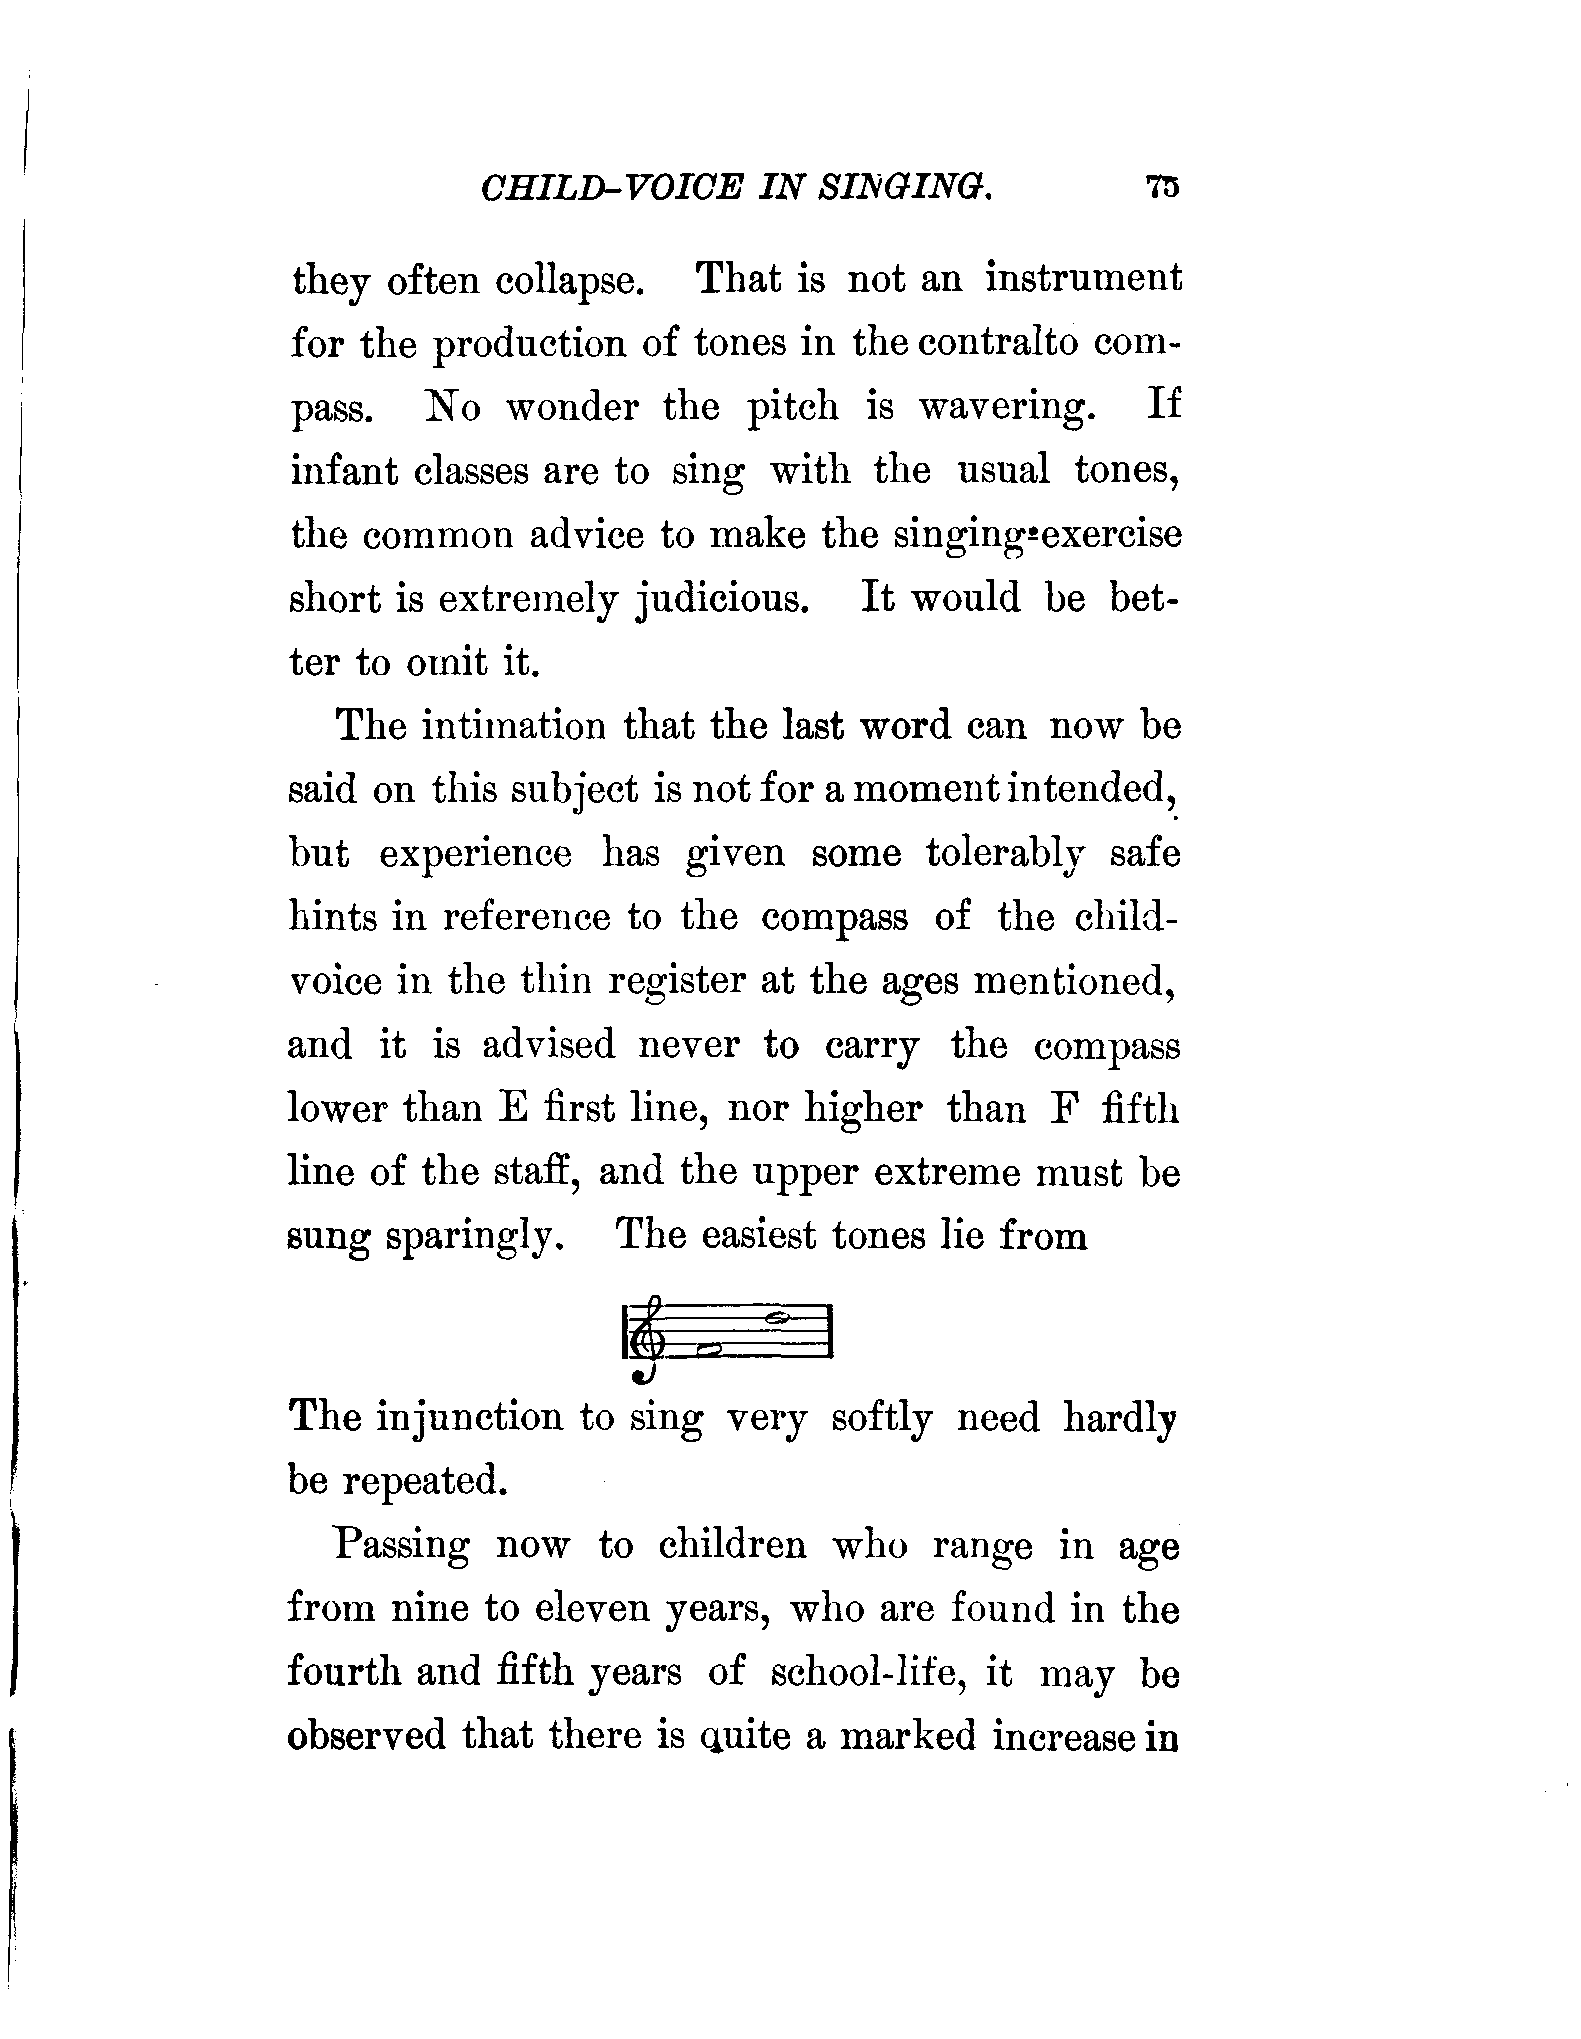 CHILD-VOICE IN SINGING. 75
they often collapse. That is not an instrument
for the production of tones in the contralto com-
pass. No wonder the pitch is wavering. If
infant classes are to sing with the usual tones,
the common advice to make the singing-exercise
short is extremely judicious. It would be bet-
ter to omit it.
The intimation that the last word can now be
said on this subject is not for a moment intended,
but experience has given some tolerably safe
hints in reference to the compass of the child-
voice in the thin register at the ages mentioned,
and it is advised never to carry the compass
lower than E first line, nor higher than F fifth
line of the staff, and the upper extreme must be
sung sparingly. The easiest tones lie from
The injunction to sing very softly need hardly
be repeated.
Passing now to children who range in age
from nine to eleven years, who are found in the
fourth and fifth years of school-life, it may be
observed that there is quite a marked increase in